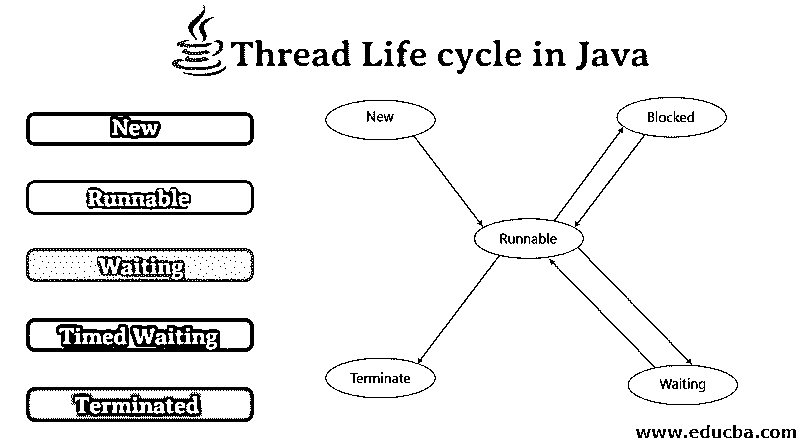 Thread Life cycle in Java
New
Runnable
Waiting
Timed Waiting
Terminated
New
Blocked
Runnable
Terminate
Waiting
www.educba.com